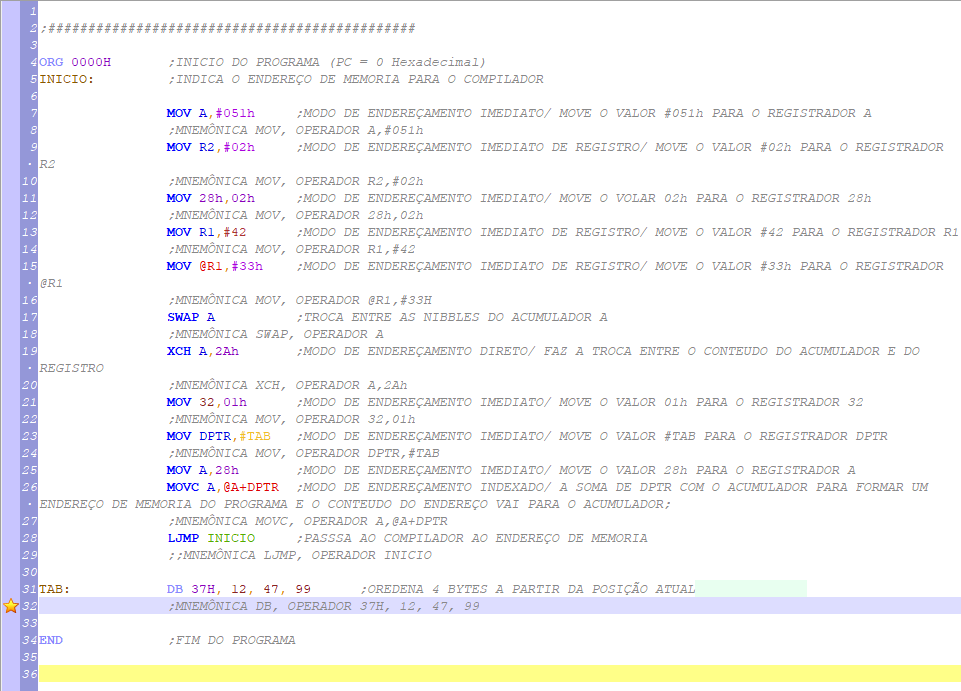 1
2 ;##############################################
3
4 ORG 0000H ;INICIO DO PROGRAMA (PC = 0 Hexadecimal)
5 INICIO: ;INDICA O ENDEREÇO DE MEMORIA PARA O COMPILADOR
6
7 MOV A,#051h ;MODO DE ENDEREÇAMENTO IMEDIATO/ MOVE O VALOR #051h PARA O REGISTRADOR A
8 ;MNEMÔNICA MOV, OPERADOR A,#051h
9 MOV R2,#02h ;MODO DE ENDEREÇAMENTO IMEDIATO DE REGISTRO/ MOVE O VALOR #02h PARA O REGISTRADOR
· R2
10 ;MNEMÔNICA MOV, OPERADOR R2,#02h
11 MOV 28h,02h ;MODO DE ENDEREÇAMENTO IMEDIATO/ MOVE O VOLAR 02h PARA O REGISTRADOR 28h
12 ;MNEMÔNICA MOV, OPERADOR 28h,02h
13 MOV R1,#42 ;MODO DE ENDEREÇAMENTO IMEDIATO DE REGISTRO/ MOVE O VALOR #42 PARA O REGISTRADOR R1
14 ;MNEMÔNICA MOV, OPERADOR R1,#42
15 MOV @R1,#33h ;MODO DE ENDEREÇAMENTO IMEDIATO DE REGISTRO/ MOVE O VALOR #33h PARA O REGISTRADOR
· @R1
16 ;MNEMÔNICA MOV, OPERADOR @R1,#33H
17 SWAP A ;TROCA ENTRE AS NIBBLES DO ACUMULADOR A
18 ;MNEMÔNICA SWAP, OPERADOR A
19 XCH A,2Ah ;MODO DE ENDEREÇAMENTO DIRETO/ FAZ A TROCA ENTRE O CONTEUDO DO ACUMULADOR E DO
· REGISTRO
20 ;MNEMÔNICA XCH, OPERADOR A,2Ah
21 MOV 32,01h ;MODO DE ENDEREÇAMENTO IMEDIATO/ MOVE O VALOR 01h PARA O REGISTRADOR 32
22 ;MNEMÔNICA MOV, OPERADOR 32,01h
23 MOV DPTR,#TAB ;MODO DE ENDEREÇAMENTO IMEDIATO/ MOVE O VALOR #TAB PARA O REGISTRADOR DPTR
24 ;MNEMÔNICA MOV, OPERADOR DPTR,#TAB
25 MOV A,28h ;MODO DE ENDEREÇAMENTO IMEDIATO/ MOVE O VALOR 28h PARA O REGISTRADOR A
26 MOVC A,@A+DPTR ;MODO DE ENDEREÇAMENTO INDEXADO/ A SOMA DE DPTR COM O ACUMULADOR PARA FORMAR UM
· ENDEREÇO DE MEMORIA DO PROGRAMA E O CONTEUDO DO ENDEREÇO VAI PARA O ACUMULADOR;
27 ;MNEMÔNICA MOVC, OPERADOR A,@A+DPTR
28 LJMP INICIO ;PASSSA AO COMPILADOR AO ENDEREÇO DE MEMORIA
29 ;;MNEMÔNICA LJMP, OPERADOR INICIO
30
31 TAB: DB 37H, 12, 47, 99 ;OREDENA 4 BYTES A PARTIR DA POSIÇÃO ATUAL
32 ;MNEMÔNICA DB, OPERADOR 37H, 12, 47, 99
33
34 END ;FIM DO PROGRAMA
35
36